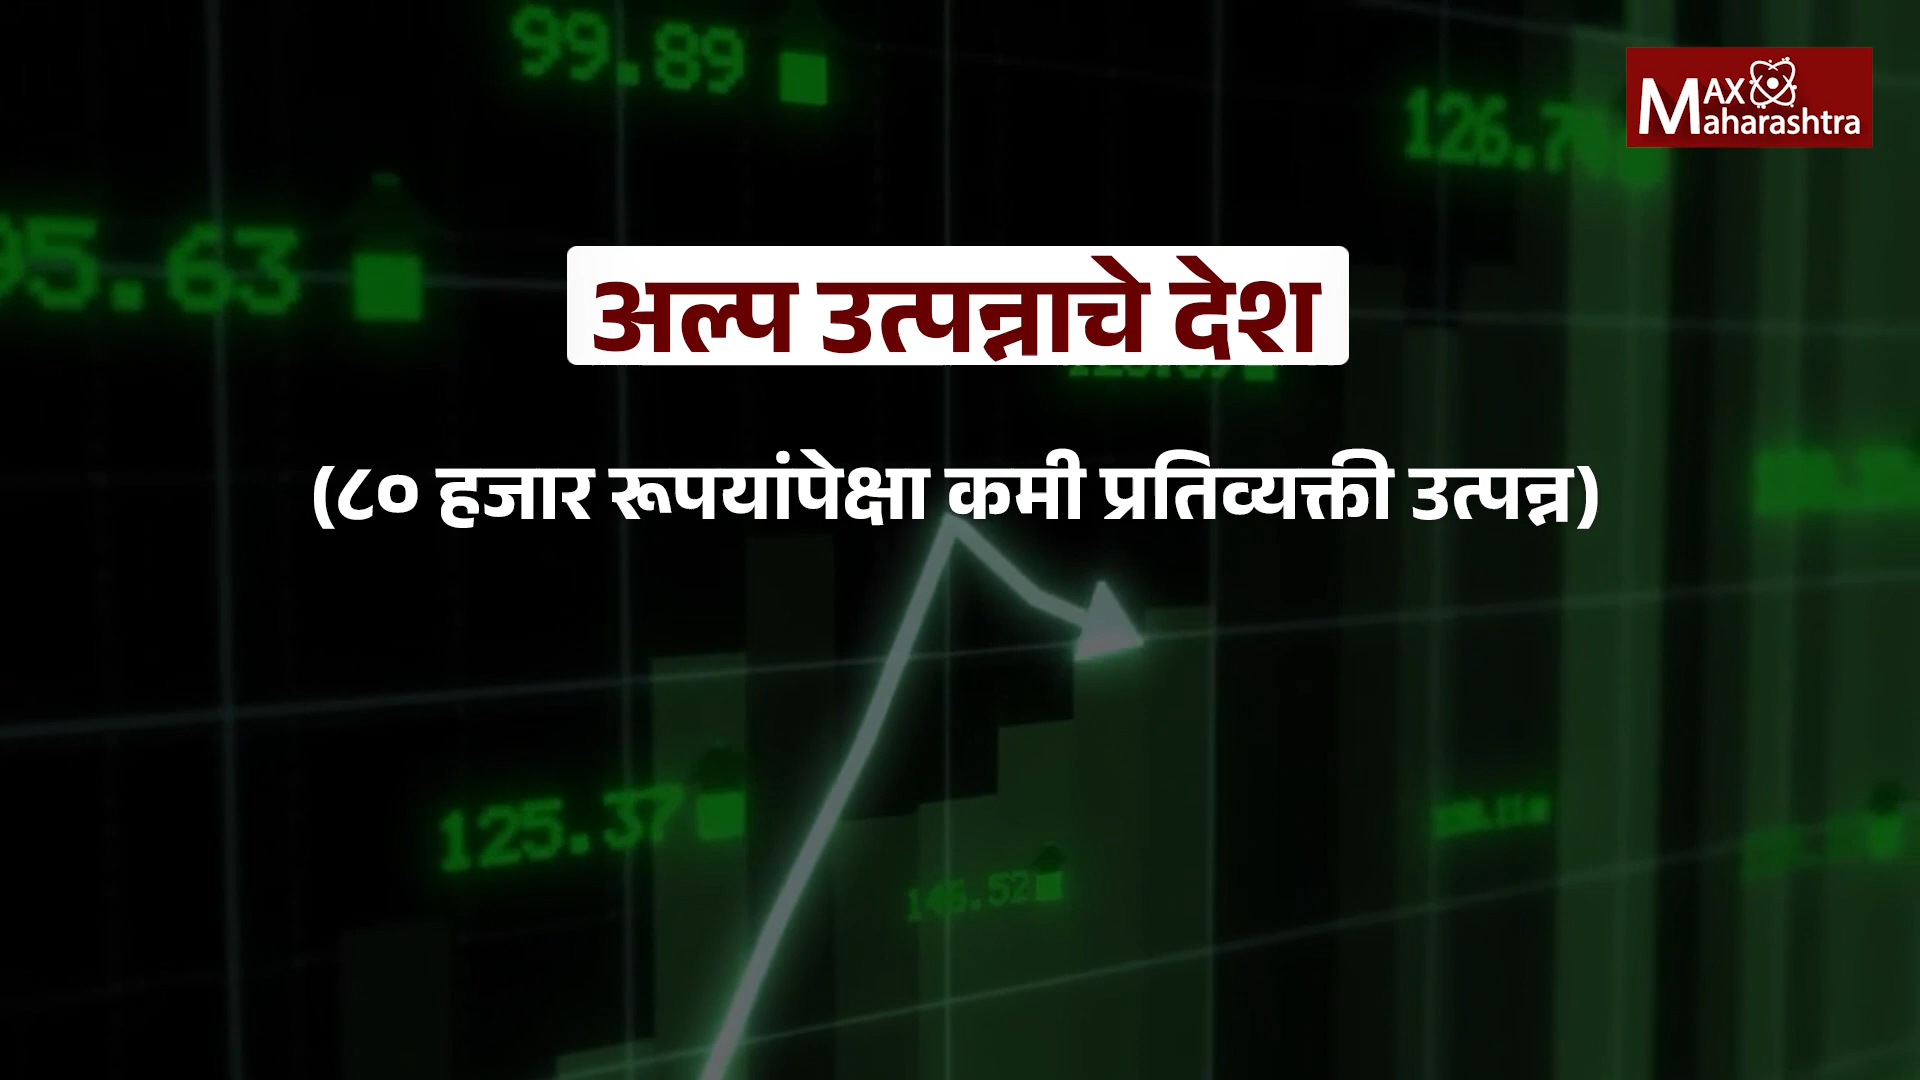 99.89
126.7
MAX
Maharashtra
95.63
अल्प उत्पन्नाचे देश
(८० हजार रूपयांपेक्षा कमी प्रतिव्यक्ती उत्पन्न)
125.37
146.52